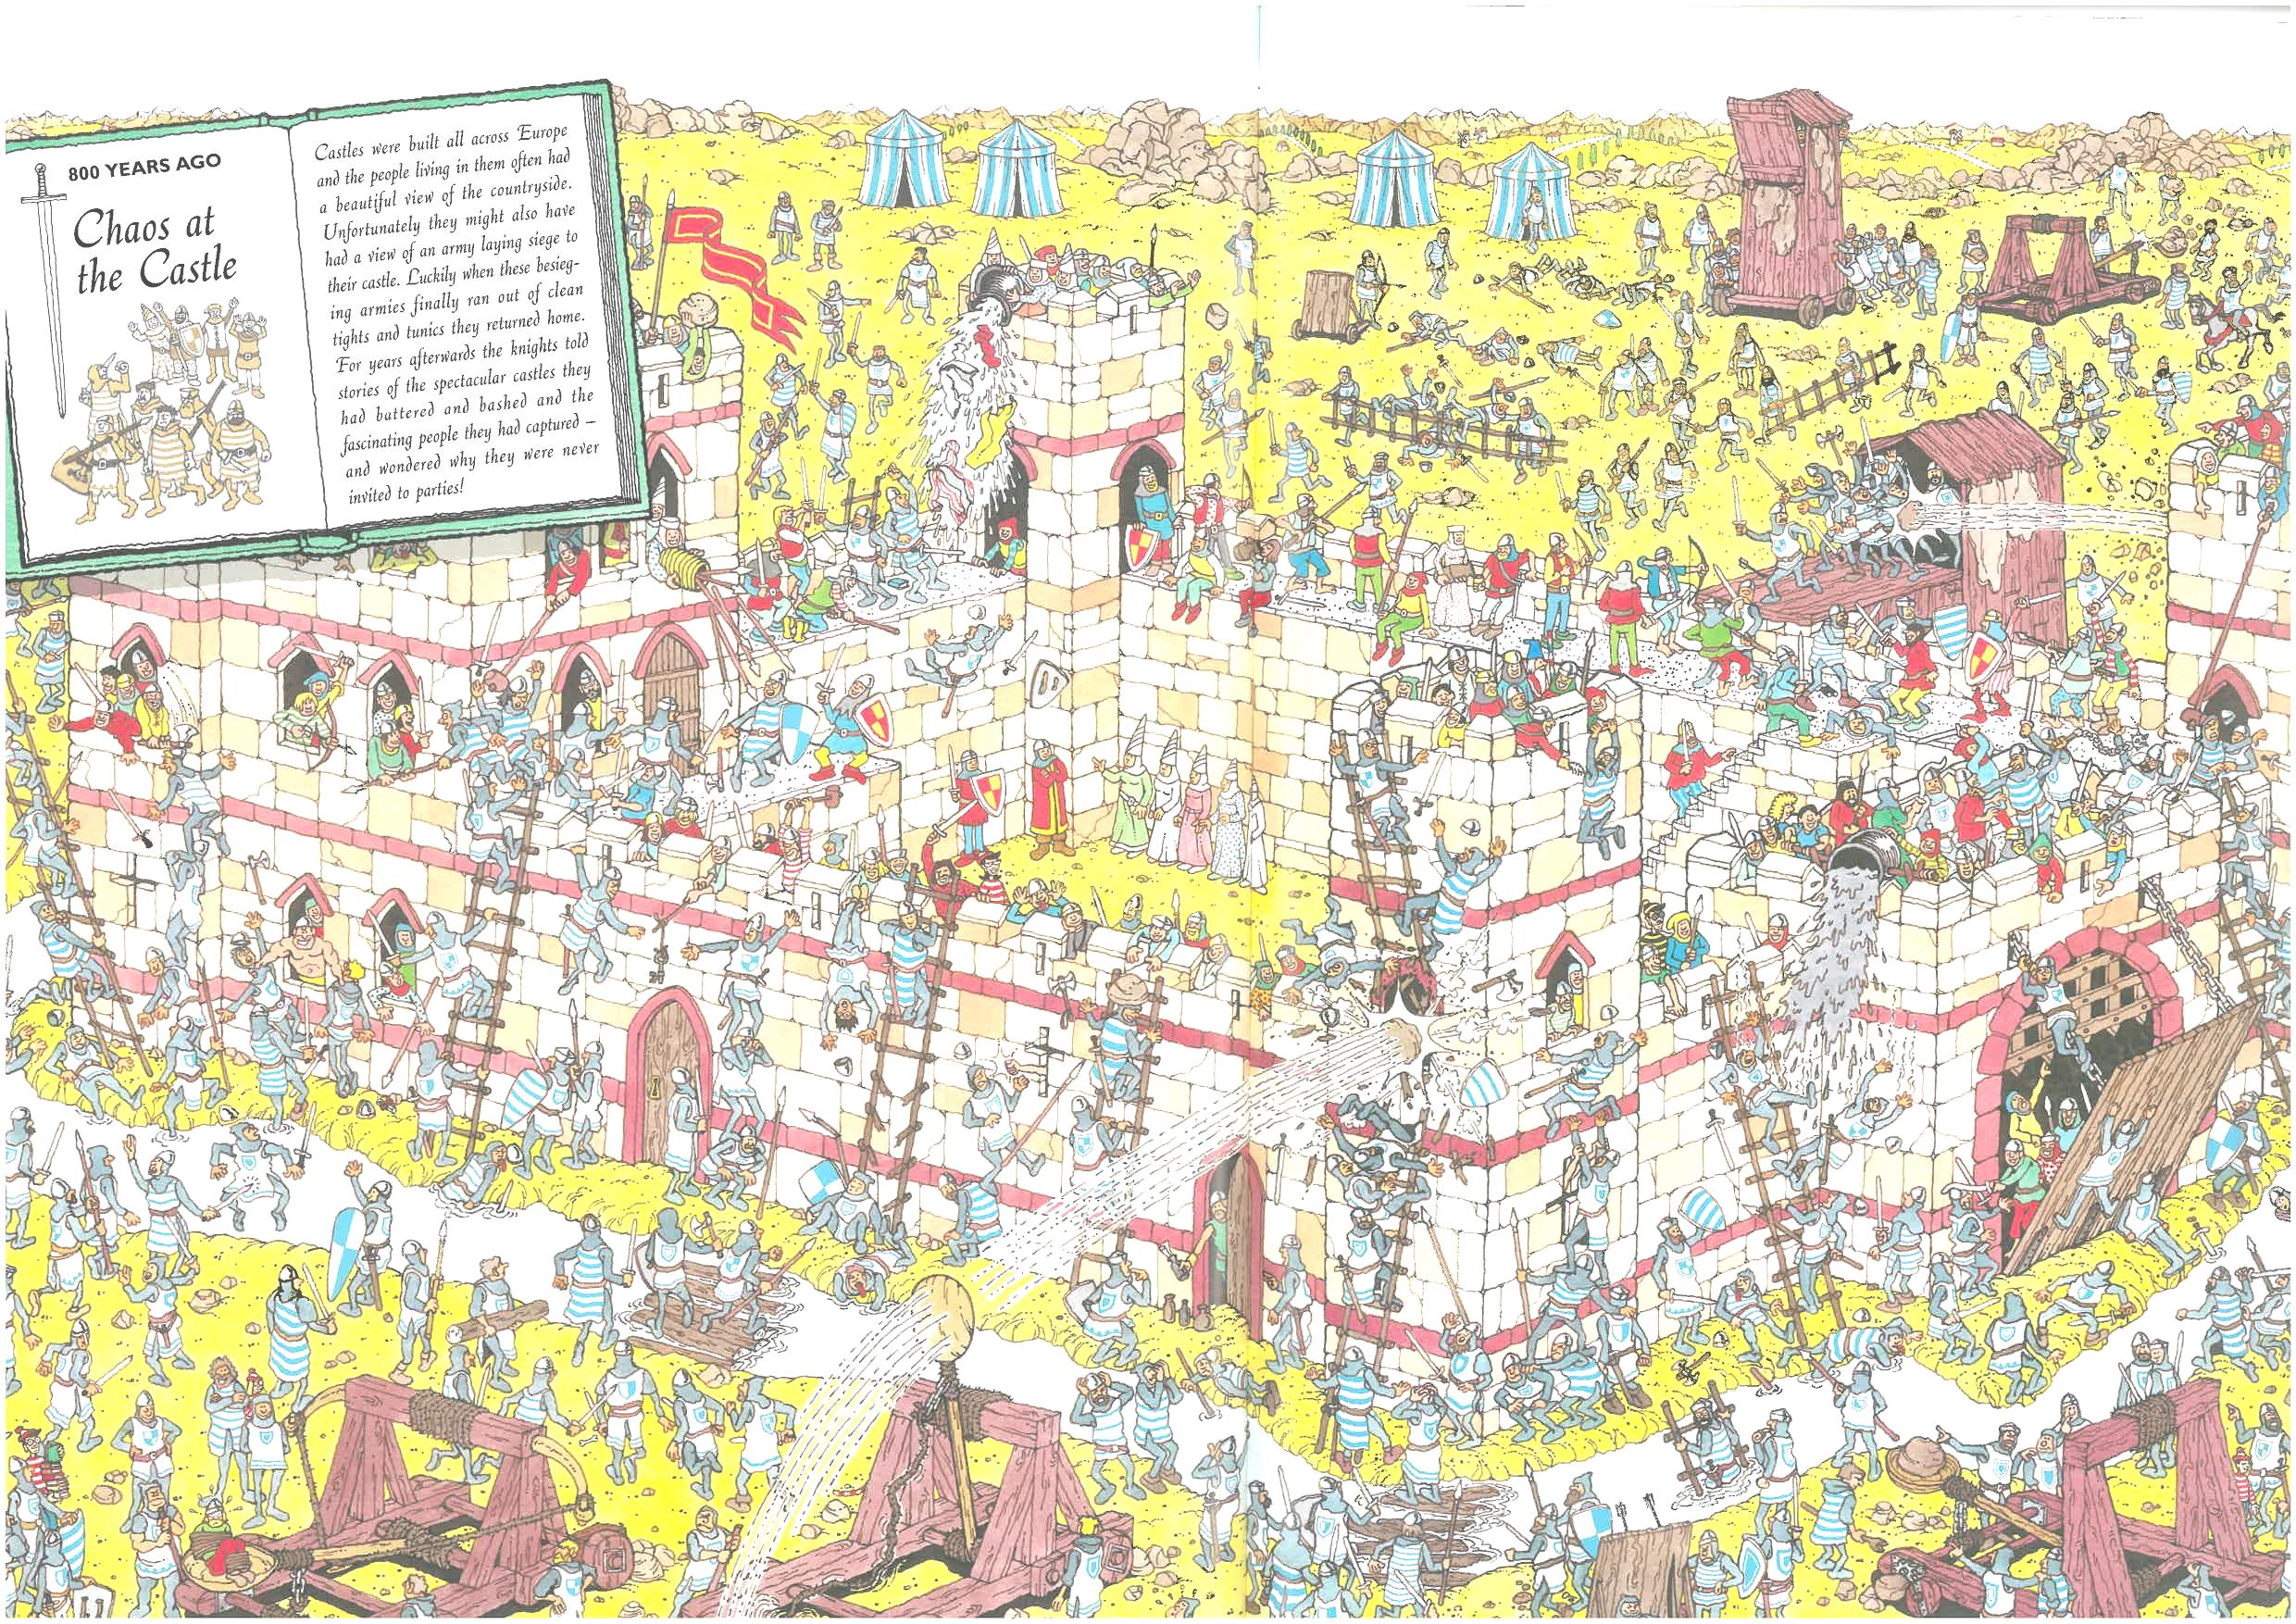 800 YEARS AGO
Chaos at
the Castle
Castles were built all across Europe
and the people living in them often had
a beautiful view of the countryside.
Unfortunately they might also have
had a view of an army laying siege to
their castle. Luckily when these besieg-
ing armies finally ran out of clean
tights and tunics they returned home.
For years afterwards the knights told
stories of the spectacular castles they
had buttered and bashed and the
fascinating people they had captured –
and wondered why they were never
invited to parties!